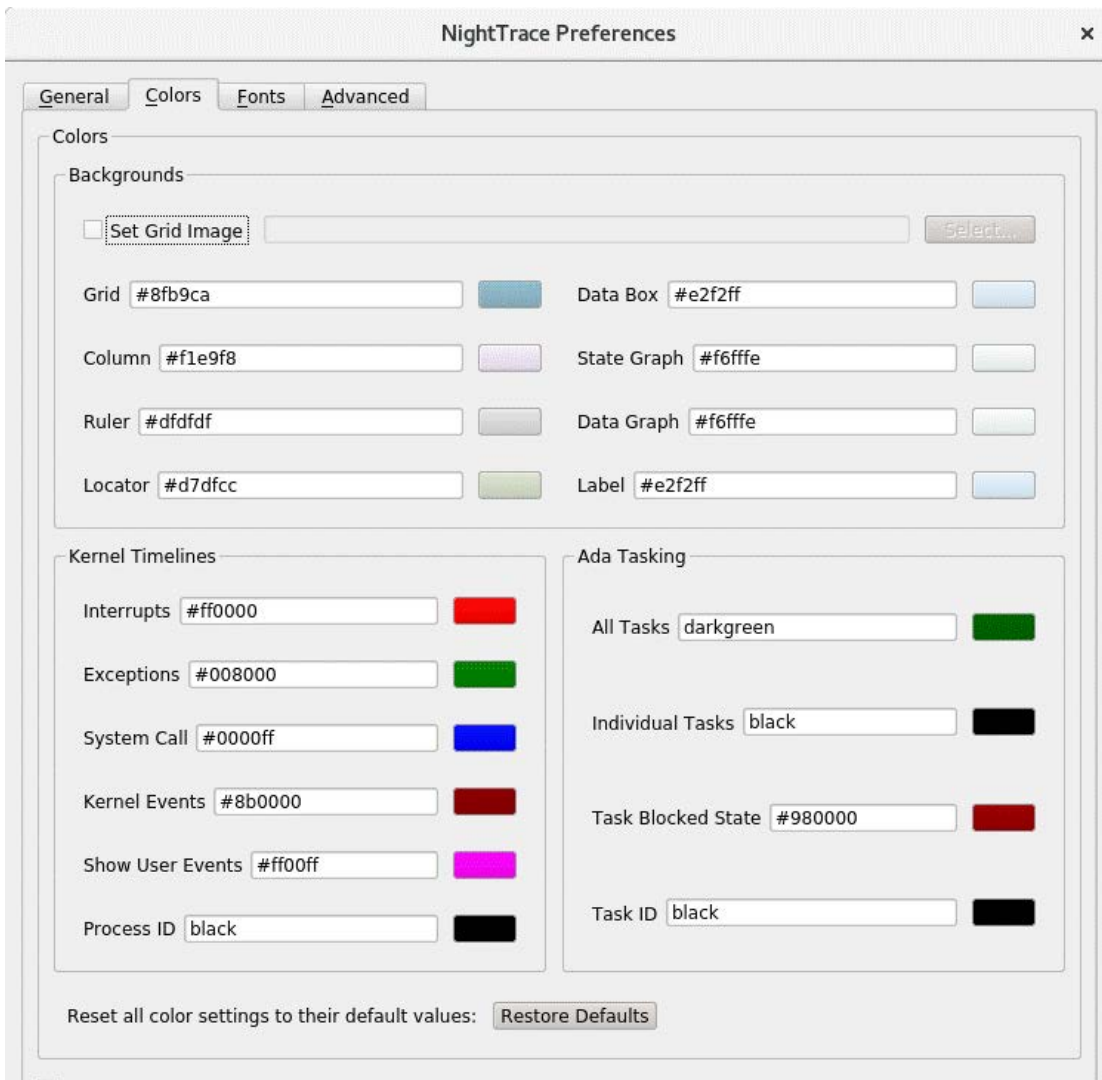 NightTrace Preferences
General Colors Fonts Advanced
Colors
Backgrounds
Set Grid Image Select...
Grid #8fb9ca Data Box #e2f2ff
Column #f1e9f8 State Graph #f6fffe
Ruler #dfdfdf Data Graph #f6fffe
Locator #d7dfcc Label #e2f2ff
Kernel Timelines
Interrupts #ff0000
Exceptions #008000
System Call #0000ff
Kernel Events #8b0000
Show User Events #ff00ff
Process ID black
Ada Tasking
All Tasks darkgreen
Individual Tasks black
Task Blocked State #980000
Task ID black
Reset all color settings to their default values: Restore Defaults